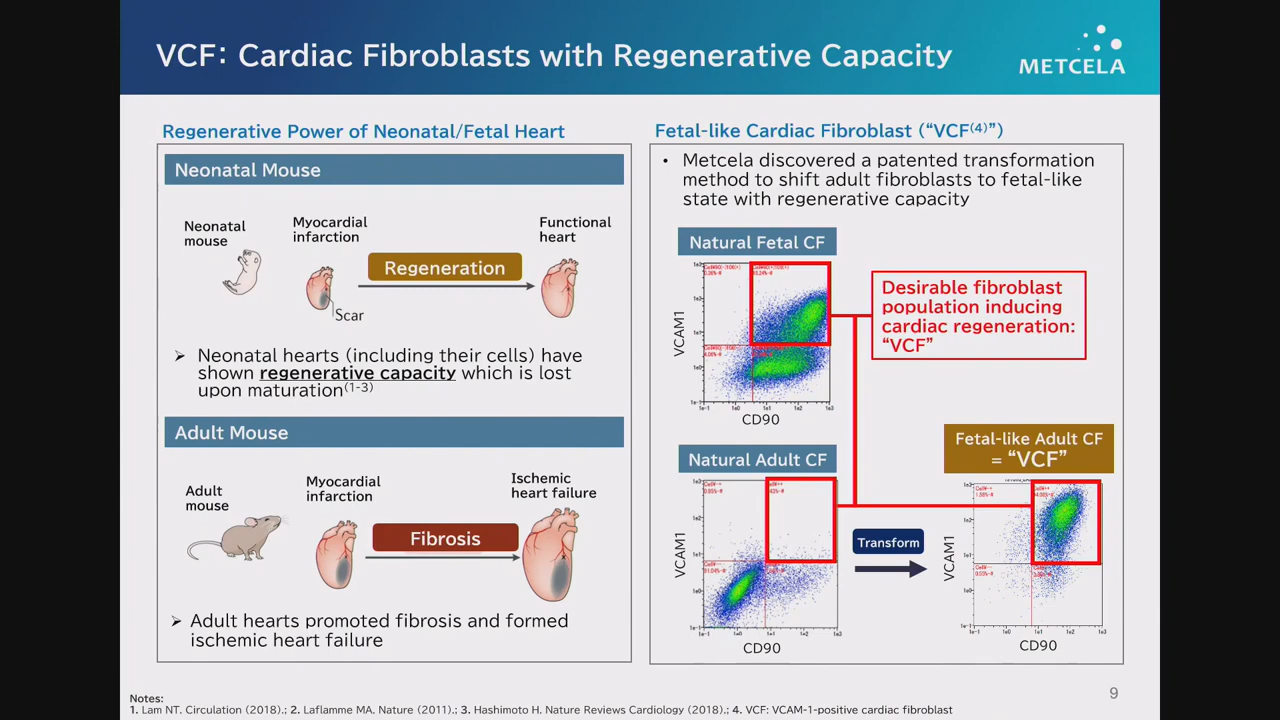 VCF: Cardiac Fibroblasts with Regenerative Capacity
METCELA
Regenerative Power of Neonatal/Fetal Heart
Neonatal Mouse
Neonatal
mouse
Myocardial
infarction
Regeneration
Functional
heart
Scar
➢ Neonatal hearts (including their cells) have
shown regenerative capacity which is lost
upon maturation(1-3)
Adult Mouse
Adult
mouse
Myocardial
infarction
Fibrosis
Ischemic
heart failure
➢ Adult hearts promoted fibrosis and formed
ischemic heart failure
Fetal-like Cardiac Fibroblast (“VCF(4)”)
• Metcela discovered a patented transformation
method to shift adult fibroblasts to fetal-like
state with regenerative capacity
Natural Fetal CF
VCAM1
CD90
Desirable fibroblast
population inducing
cardiac regeneration:
“VCF”
Natural Adult CF
VCAM1
CD90
Transform
Fetal-like Adult CF
= “VCF”
VCAM1
CD90
Notes:
1. Lam NT. Circulation (2018).; 2. Laflamme MA. Nature (2011).; 3. Hashimoto H. Nature Reviews Cardiology (2018).; 4. VCF: VCAM-1-positive cardiac fibroblast
9